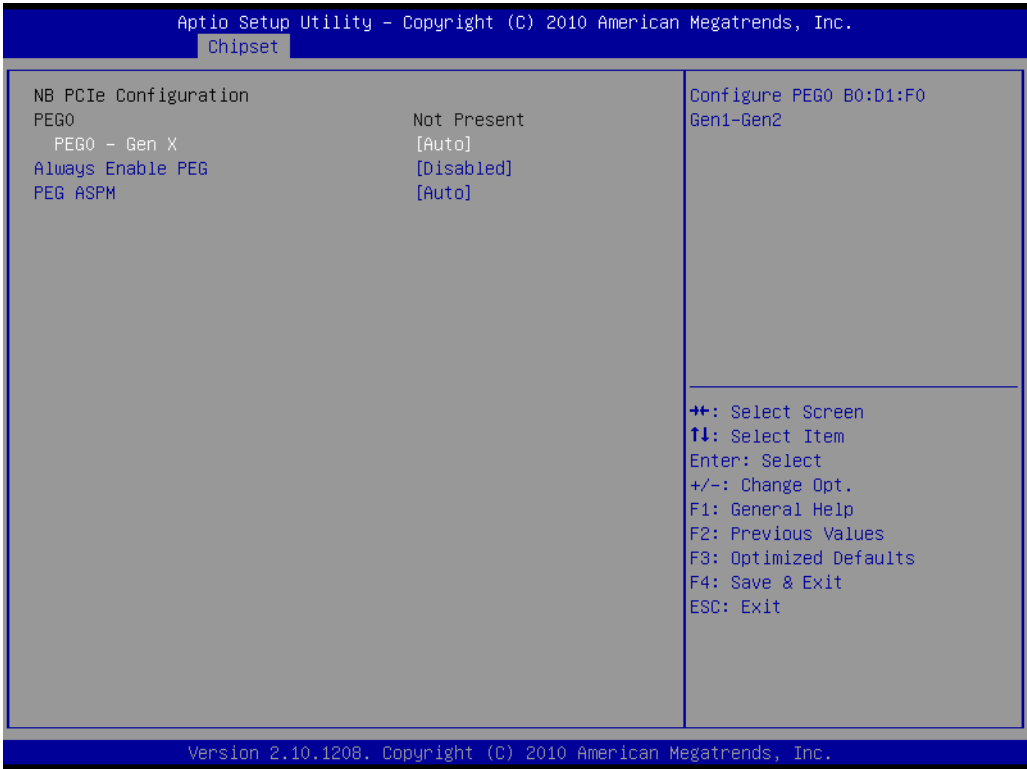 Aptio Setup Utility – Copyright (C) 2010 American Megatrends, Inc.
Chipset
NB PCIe Configuration
PEG0 Not Present
PEG0 – Gen X [Auto]
Always Enable PEG [Disabled]
PEG ASPM [Auto]
Configure PEG0 B0:D1:F0
Gen1-Gen2
→←: Select Screen
↑↓: Select Item
Enter: Select
+/-: Change Opt.
F1: General Help
F2: Previous Values
F3: Optimized Defaults
F4: Save & Exit
ESC: Exit
Version 2.10.1208. Copyright (C) 2010 American Megatrends, Inc.